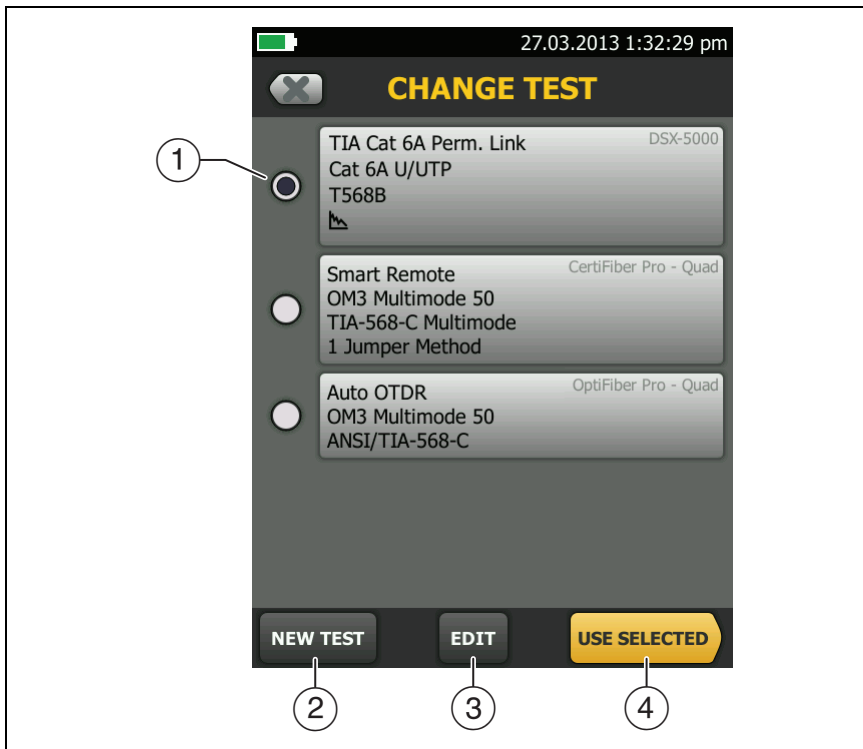 27.03.2013 1:32:29 pm
CHANGE TEST
1
TIA Cat 6A Perm. Link
DSX-5000
Cat 6A U/UTP
T568B
Smart Remote
CertiFiber Pro - Quad
OM3 Multimode 50
TIA-568-C Multimode
1 Jumper Method
Auto OTDR
OptiFiber Pro - Quad
OM3 Multimode 50
ANSI/TIA-568-C
NEW TEST
EDIT
USE SELECTED
2
3
4